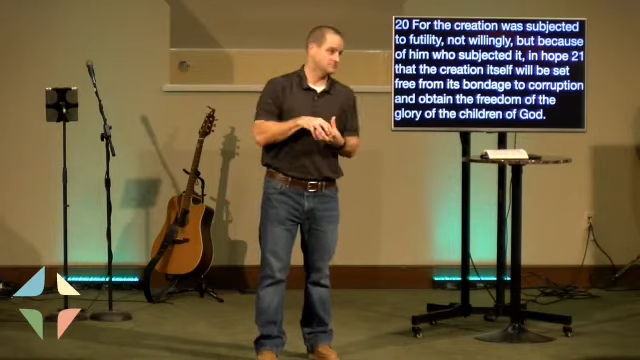 20 For the creation was subjected
to futility, not willingly, but because
of him who subjected it, in hope 21
that the creation itself will be set
free from its bondage to corruption
and obtain the freedom of the
glory of the children of God.